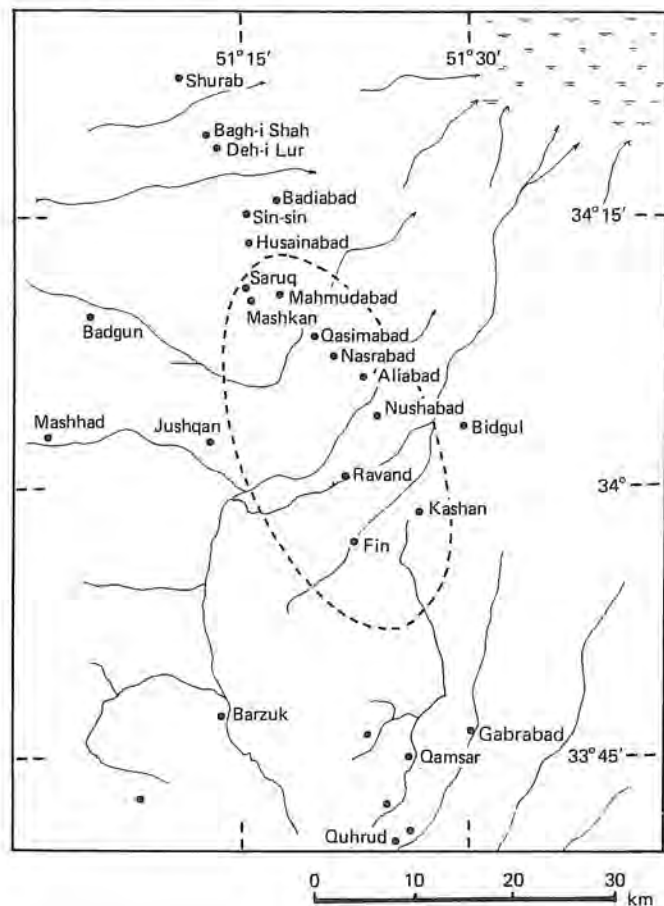 51° 15′ 51° 30′
Shurab
Bagh-i Shah
Deh-i Lur
Badiabad
Sin-sin
34° 15′
Husainabad
Saruq
Mahmudabad
Mashkan
Badgun
Qasimabad
Nasrabad
Aliabad
Nushabad
Mashhad
Jushqan
Bidgul
Ravand
34°
Kashan
Fin
Barzuk
Gabrabad
Qamsar
33° 45′
Quhrud
0 10 20 30
km